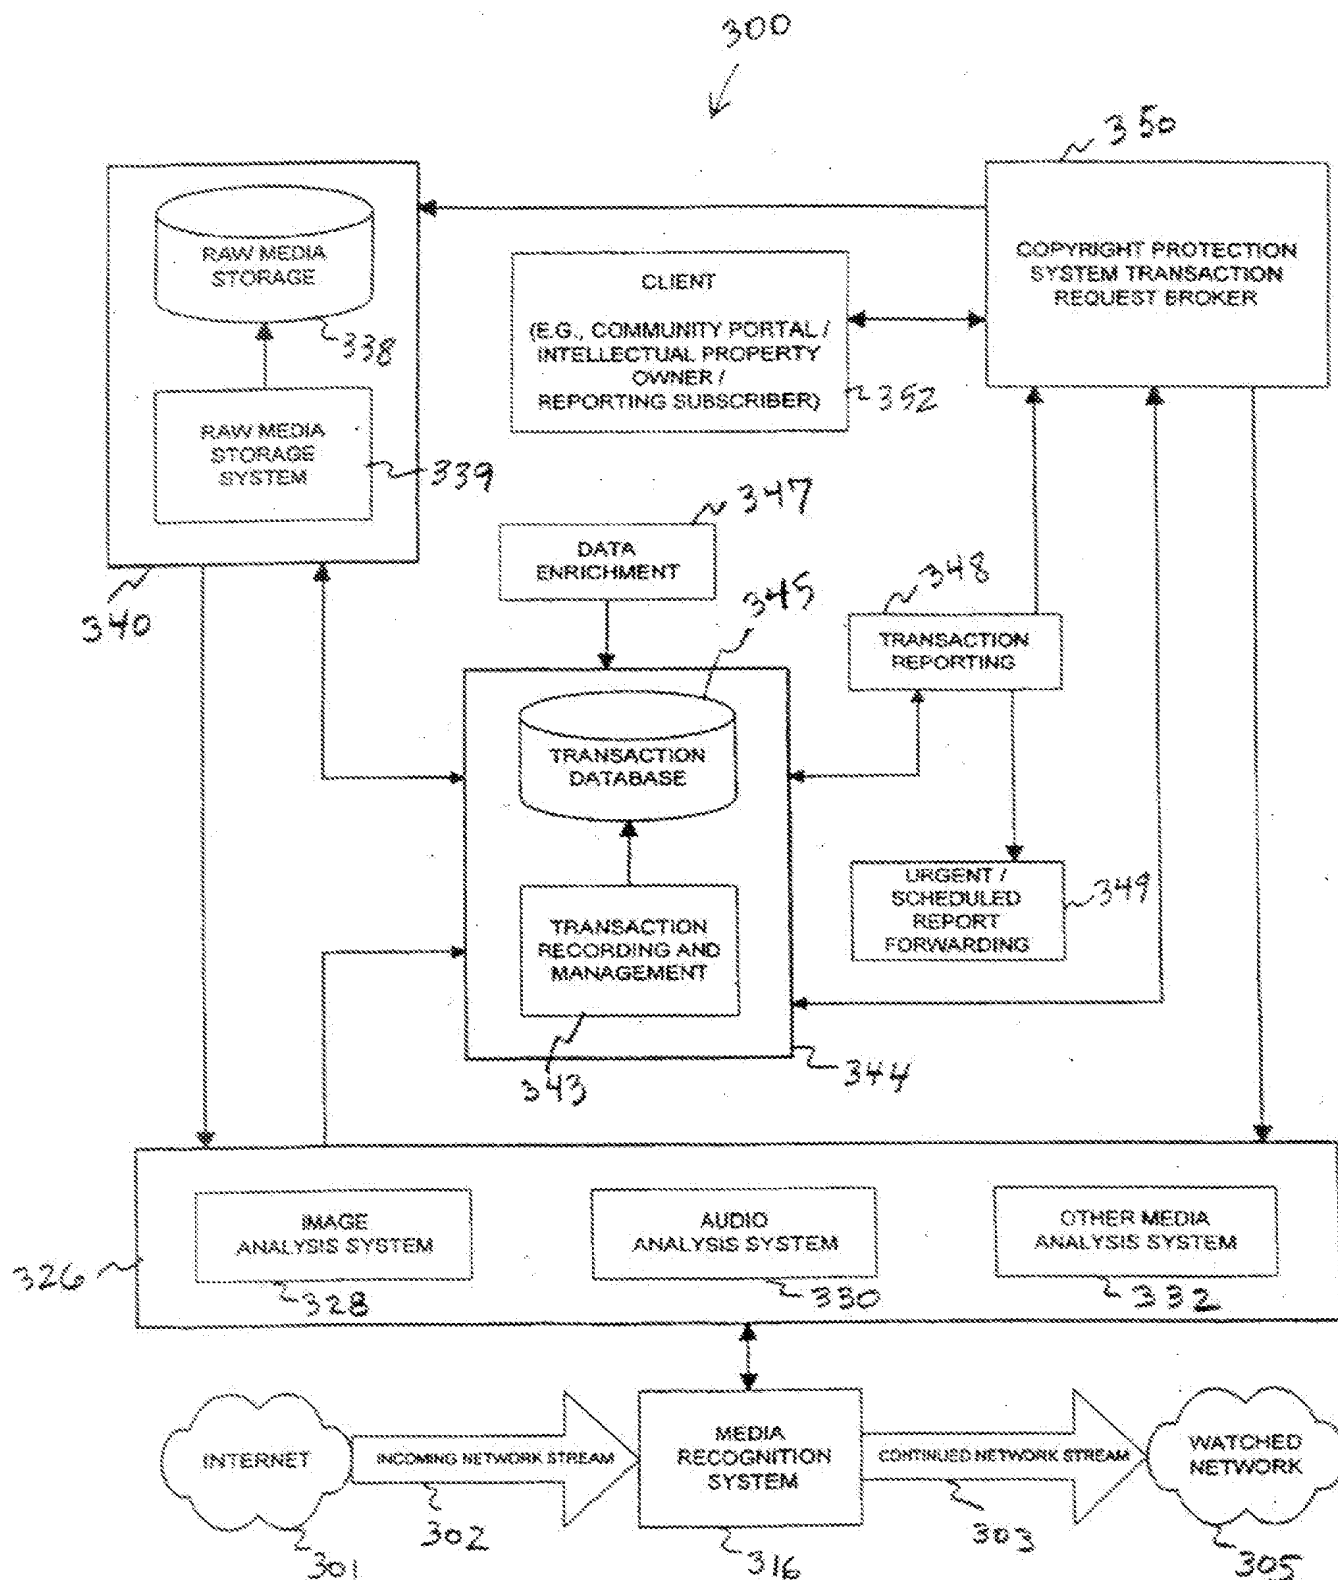 300
350
RAW MEDIA
STORAGE
338
RAW MEDIA
STORAGE
SYSTEM
339
340
CLIENT
(E.G., COMMUNITY PORTAL /
INTELLECTUAL PROPERTY
OWNER /
REPORTING SUBSCRIBER)
352
COPYRIGHT PROTECTION
SYSTEM TRANSACTION
REQUEST BROKER
347
DATA
ENRICHMENT
345
348
TRANSACTION
REPORTING
TRANSACTION
DATABASE
TRANSACTION
RECORDING AND
MANAGEMENT
343
344
URGENT /
SCHEDULED
REPORT
FORWARDING
349
326
IMAGE
ANALYSIS SYSTEM
328
AUDIO
ANALYSIS SYSTEM
330
OTHER MEDIA
ANALYSIS SYSTEM
332
INTERNET
301
INCOMING NETWORK STREAM
302
MEDIA
RECOGNITION
SYSTEM
316
CONTINUED NETWORK STREAM
303
WATCHED
NETWORK
305